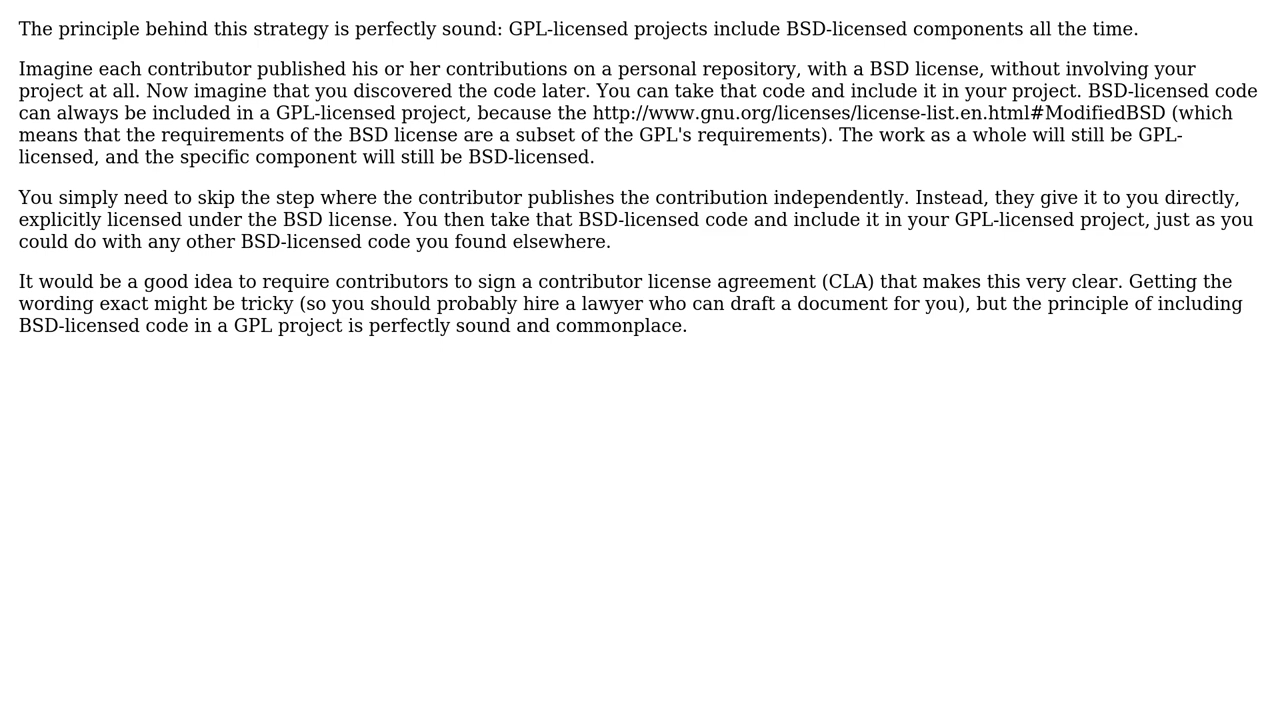 The principle behind this strategy is perfectly sound: GPL-licensed projects include BSD-licensed components all the time.
Imagine each contributor published his or her contributions on a personal repository, with a BSD license, without involving your
project at all. Now imagine that you discovered the code later. You can take that code and include it in your project. BSD-licensed code
can always be included in a GPL-licensed project, because the http://www.gnu.org/licenses/license-list.en.html#ModifiedBSD (which
means that the requirements of the BSD license are a subset of the GPL's requirements). The work as a whole will still be GPL-
licensed, and the specific component will still be BSD-licensed.
You simply need to skip the step where the contributor publishes the contribution independently. Instead, they give it to you directly,
explicitly licensed under the BSD license. You then take that BSD-licensed code and include it in your GPL-licensed project, just as you
could do with any other BSD-licensed code you found elsewhere.
It would be a good idea to require contributors to sign a contributor license agreement (CLA) that makes this very clear. Getting the
wording exact might be tricky (so you should probably hire a lawyer who can draft a document for you), but the principle of including
BSD-licensed code in a GPL project is perfectly sound and commonplace.